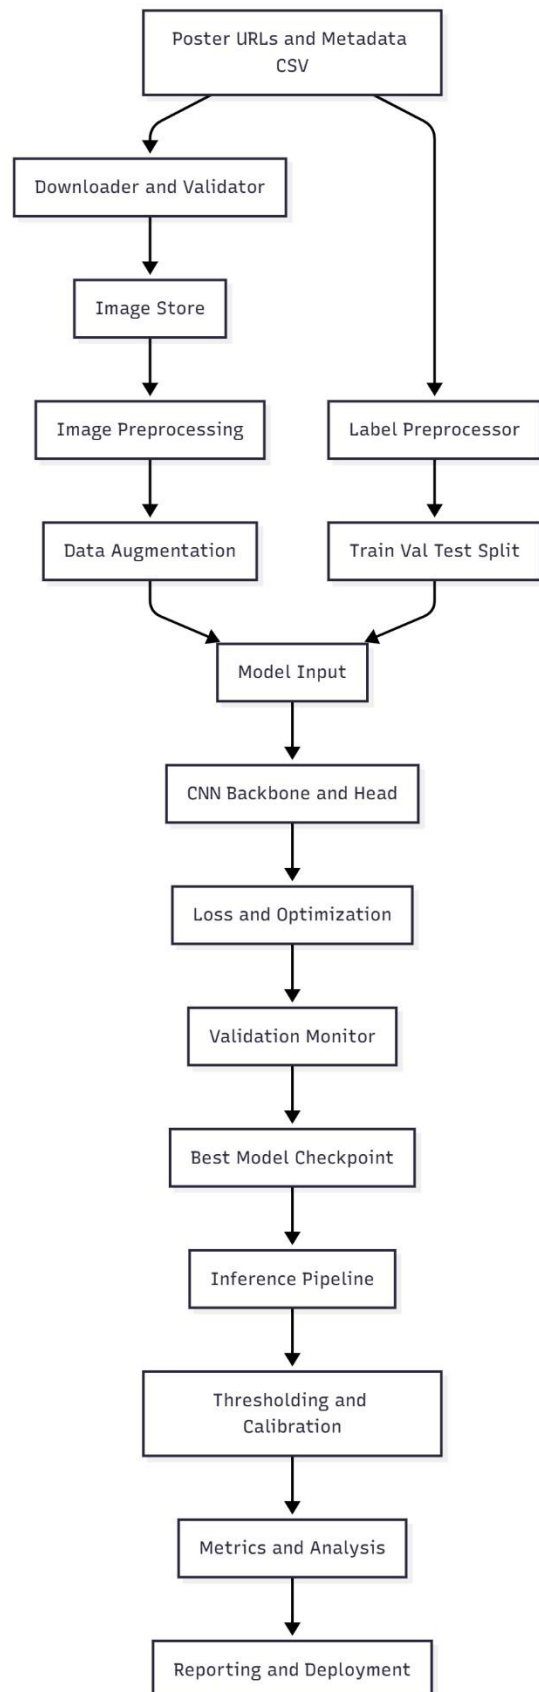 Poster URLs and Metadata
CSV
Downloader and Validator
Image Store
Image Preprocessing
Label Preprocessor
Data Augmentation
Train Val Test Split
Model Input
CNN Backbone and Head
Loss and Optimization
Validation Monitor
Best Model Checkpoint
Inference Pipeline
Thresholding and
Calibration
Metrics and Analysis
Reporting and Deployment